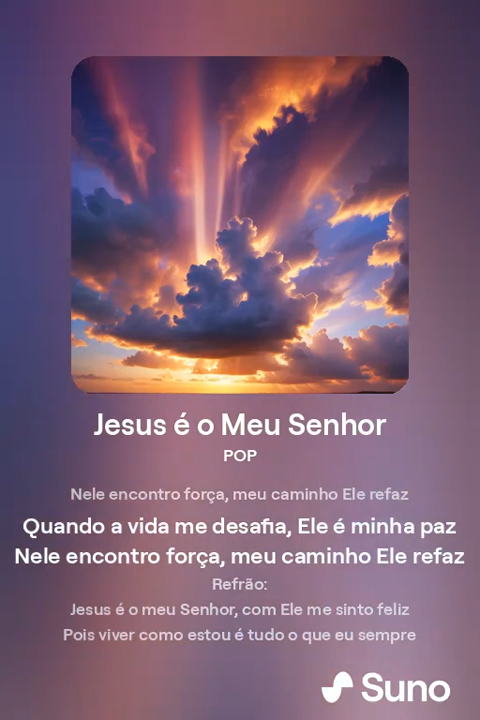 Jesus é o Meu Senhor
POP
Nele encontro força, meu caminho Ele refaz
Quando a vida me desafia, Ele é minha paz
Nele encontro força, meu caminho Ele refaz
Refrão:
Jesus é o meu Senhor, com Ele me sinto feliz
Pois viver como estou é tudo o que eu sempre
Suno